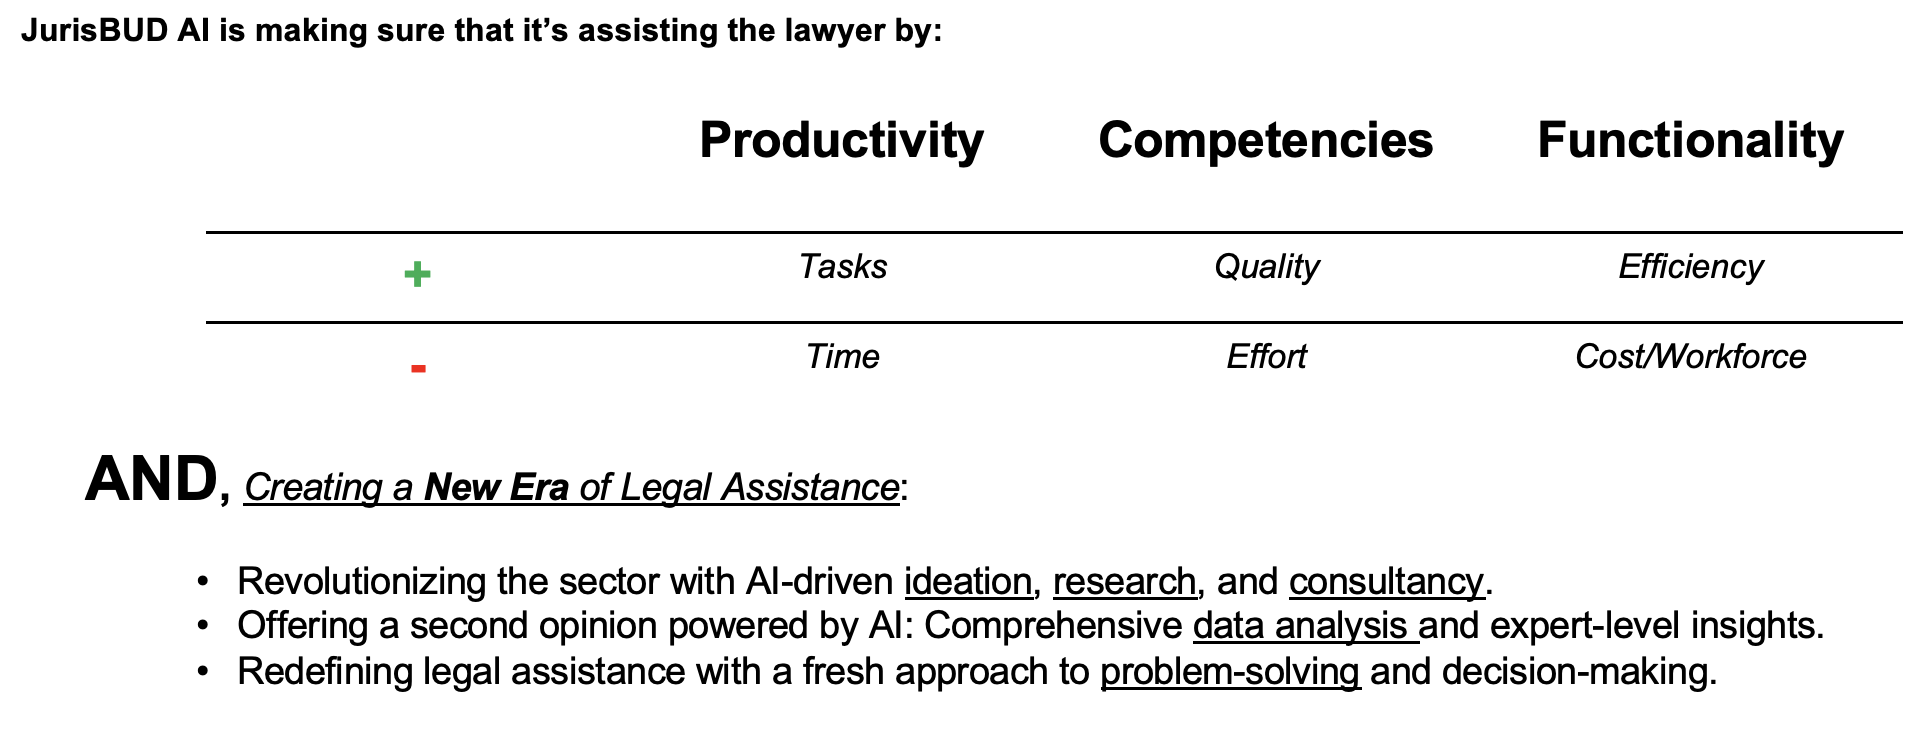 JurisBUD AI is making sure that it’s assisting the lawyer by:
Productivity Competencies Functionality
+ Tasks Quality Efficiency
- Time Effort Cost/Workforce
AND, Creating a New Era of Legal Assistance:
• Revolutionizing the sector with AI-driven ideation, research, and consultancy.
• Offering a second opinion powered by AI: Comprehensive data analysis and expert-level insights.
• Redefining legal assistance with a fresh approach to problem-solving and decision-making.